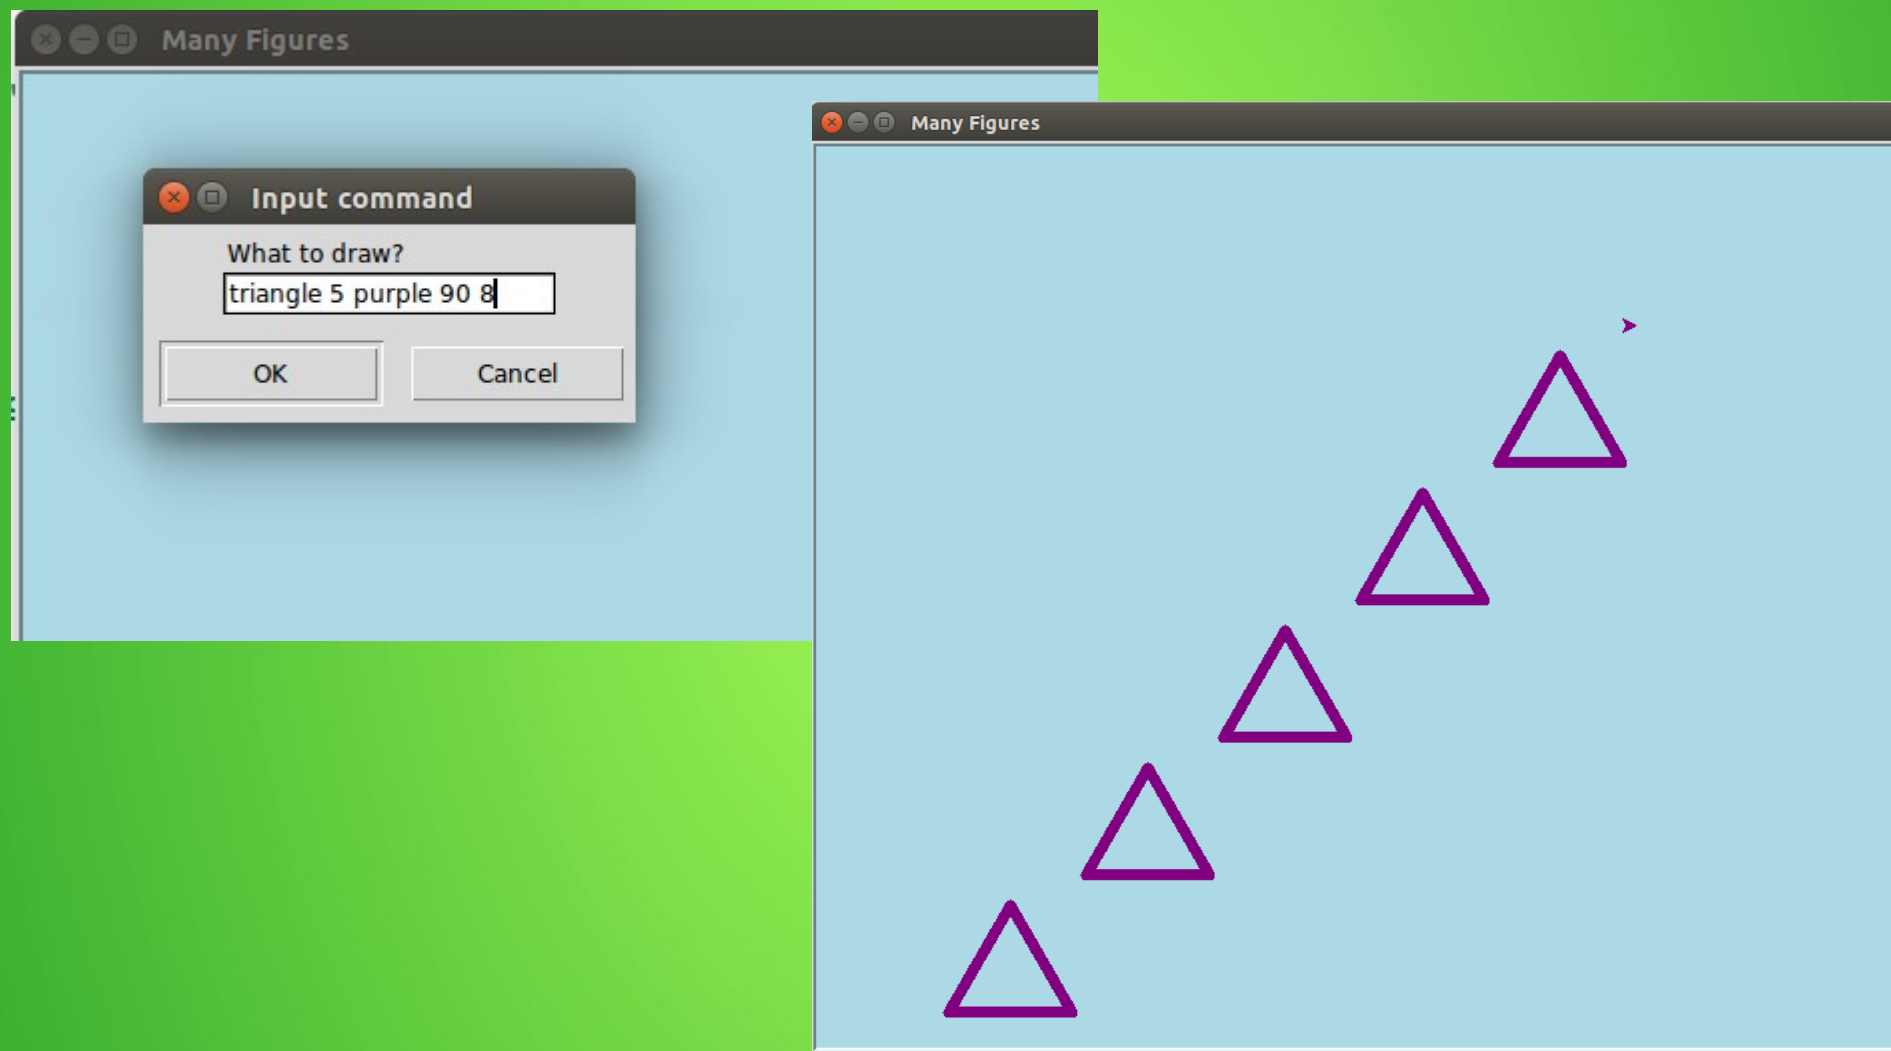 Many Figures
Input command
What to draw?
triangle 5 purple 90 8
OK
Cancel
Many Figures